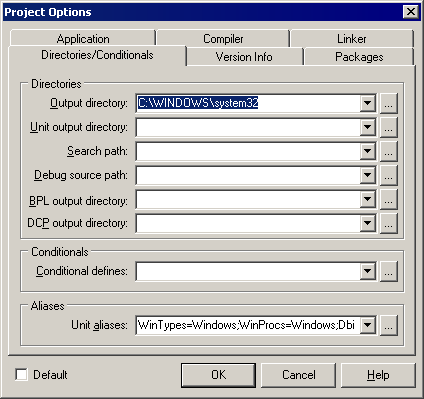 Project Options
Application Compiler Linker
Directories/Conditionals Version Info Packages
Directories
Output directory: C:\WINDOWS\system32 ...
Unit output directory: ...
Search path: ...
Debug source path: ...
BPL output directory: ...
DCP output directory: ...
Conditionals
Conditional defines: ...
Aliases
Unit aliases: WinTypes=Windows;WinProcs=Windows;Dbi ...
Default OK Cancel Help